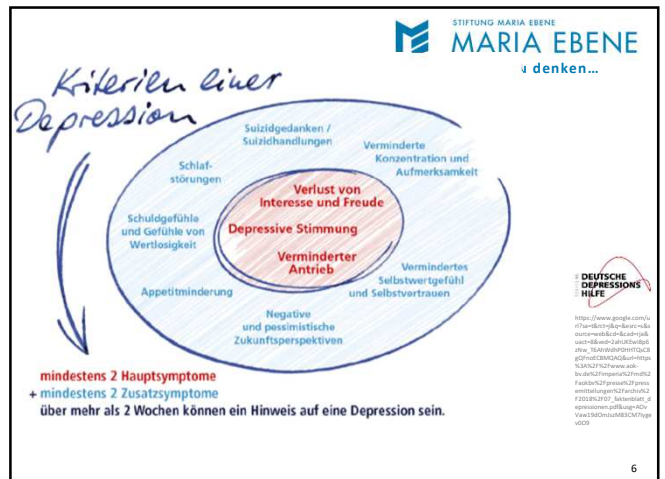 STIFTUNG MARIA EBENE
MARIA EBENE
u denken…
Kriterien einer
Depression
Suizidgedanken /
Suizidhandlungen
Verminderte
Konzentration und
Aufmerksamkeit
Schlaf-
störungen
Verlust von
Interesse und Freude
Schuldgefühle
und Gefühle von
Wertlosigkeit
Depressive Stimmung
Verminderter
Antrieb
Vermindertes
Selbstwertgefühl
und Selbstvertrauen
Appetitminderung
Negative
und pessimistische
Zukunftsperspektiven
DEUTSCHE
DEPRESSIONS
HILFE
mindestens 2 Hauptsymptome
+ mindestens 2 Zusatzsymptome
über mehr als 2 Wochen können ein Hinweis auf eine Depression sein.
6